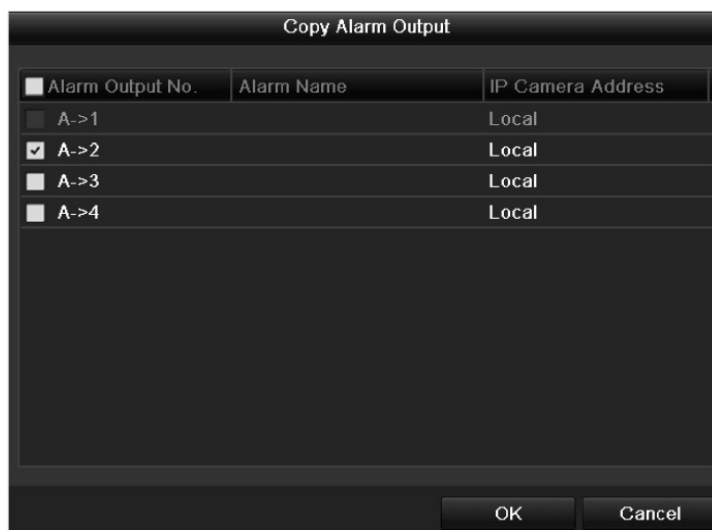 Copy Alarm Output
Alarm Output No. Alarm Name IP Camera Address
A->1 Local
A->2 Local
A->3 Local
A->4 Local
OK Cancel